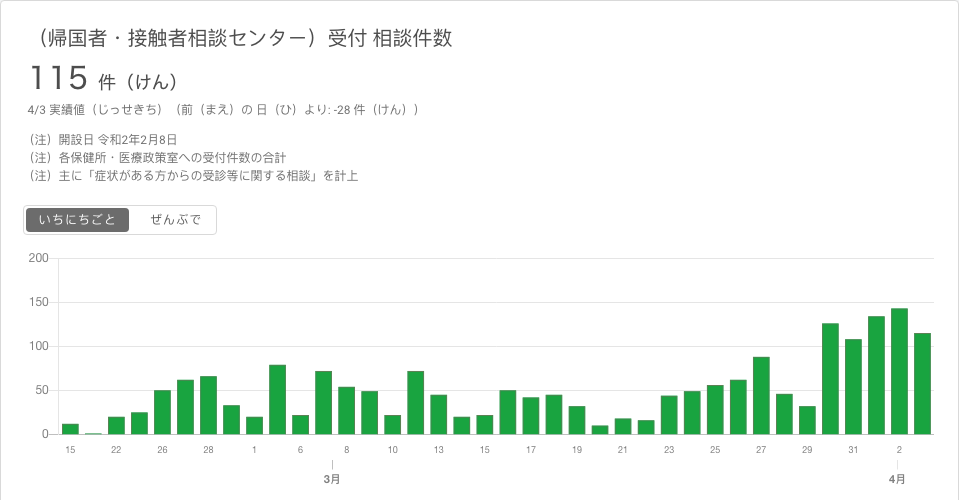 （帰国者・接触者相談センター）受付 相談件数
115 件（けん）
4/3 実績値（じっせきち）（前（まえ）の 日（ひ）より: -28 件（けん））
（注）開設日 令和2年2月8日
（注）各保健所・医療政策室への受付件数の合計
（注）主に「症状がある方からの受診等に関する相談」を計上
いちにちごと ぜんぶで
200
150
100
50
0
15 22 26 28 1 6 8 10 13 15 17 19 21 23 25 27 29 31 2
3月 4月